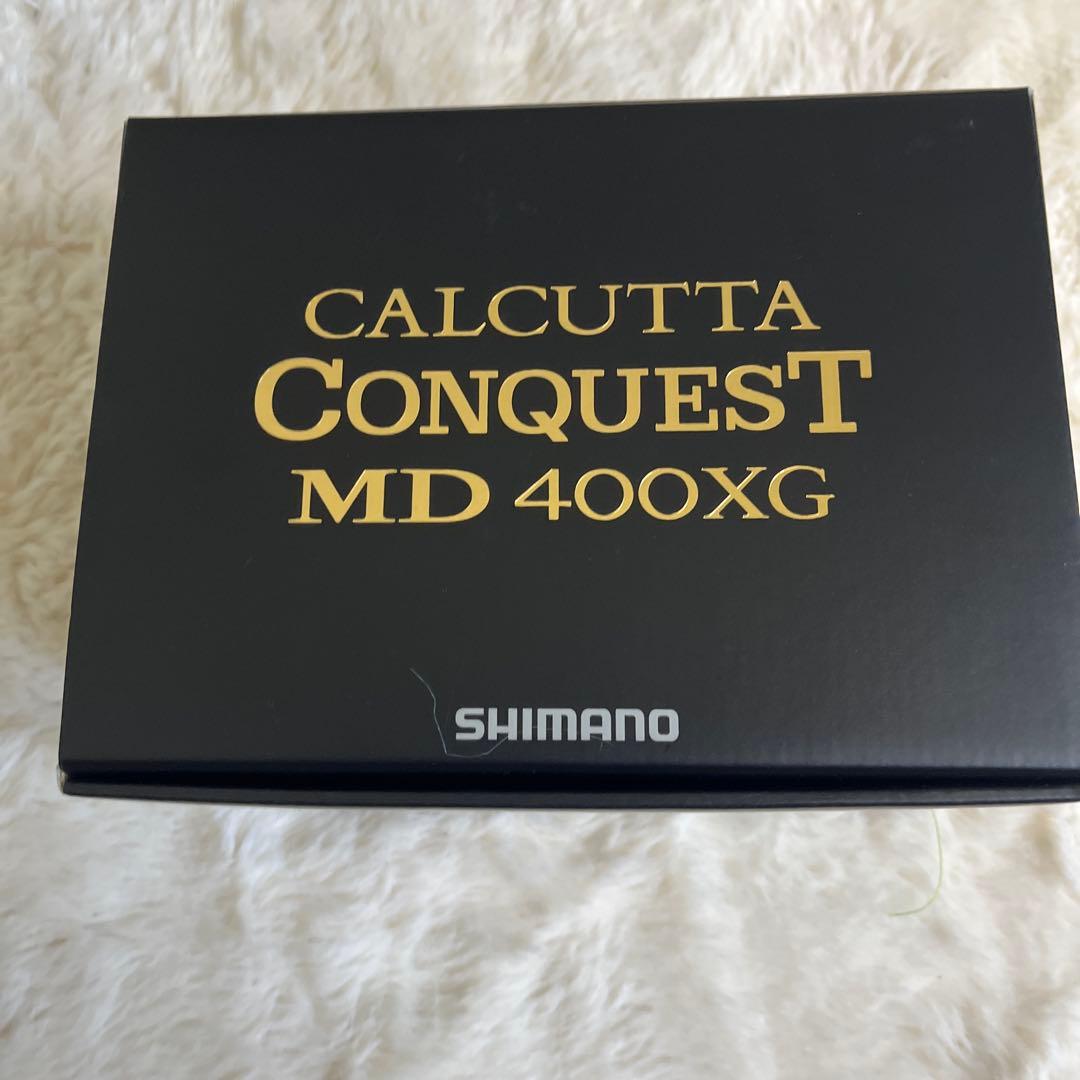 CALCUTTA
CONQUEST
MD 400XG
SHIMANO